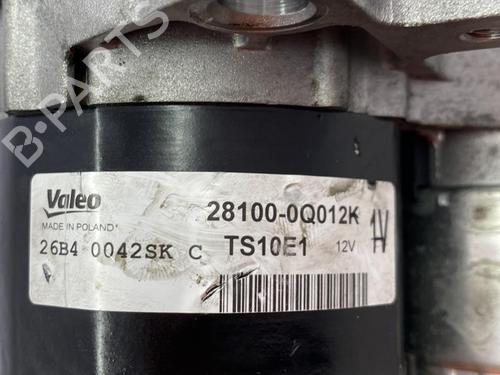 B-PARTS
Valeo
28100-0Q012K
1V
MADE IN POLAND
26B4 0042SK C
TS10E1
12V